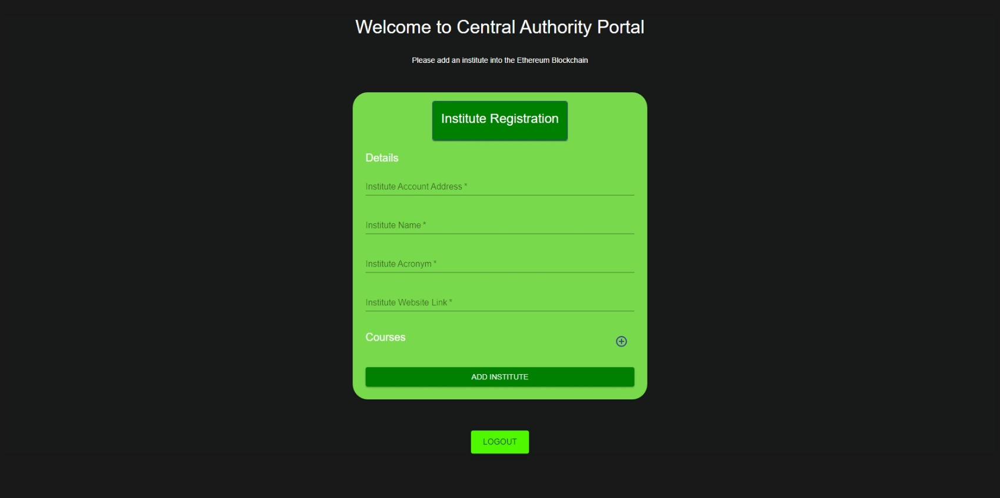 Welcome to Central Authority Portal
Please add an institute into the Ethereum Blockchain
Institute Registration
Details
Institute Account Address *
Institute Name *
Institute Acronym *
Institute Website Link *
Courses
ADD INSTITUTE
LOGOUT